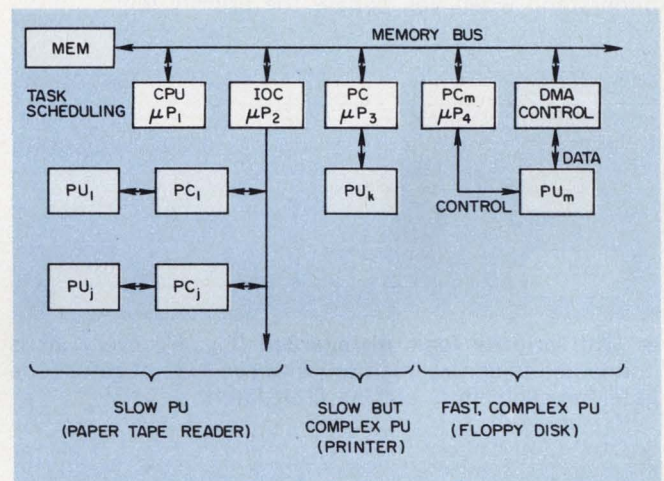 MEMORY BUS
MEM
TASK
SCHEDULING
CPU
μP₁
IOC
μP₂
PC
μP₃
PCₘ
μP₄
DMA
CONTROL
DATA
PU₁
PC₁
PUₖ
CONTROL
PUₘ
PUⱼ
PCⱼ
SLOW PU
(PAPER TAPE READER)
SLOW BUT
COMPLEX PU
(PRINTER)
FAST, COMPLEX PU
(FLOPPY DISK)